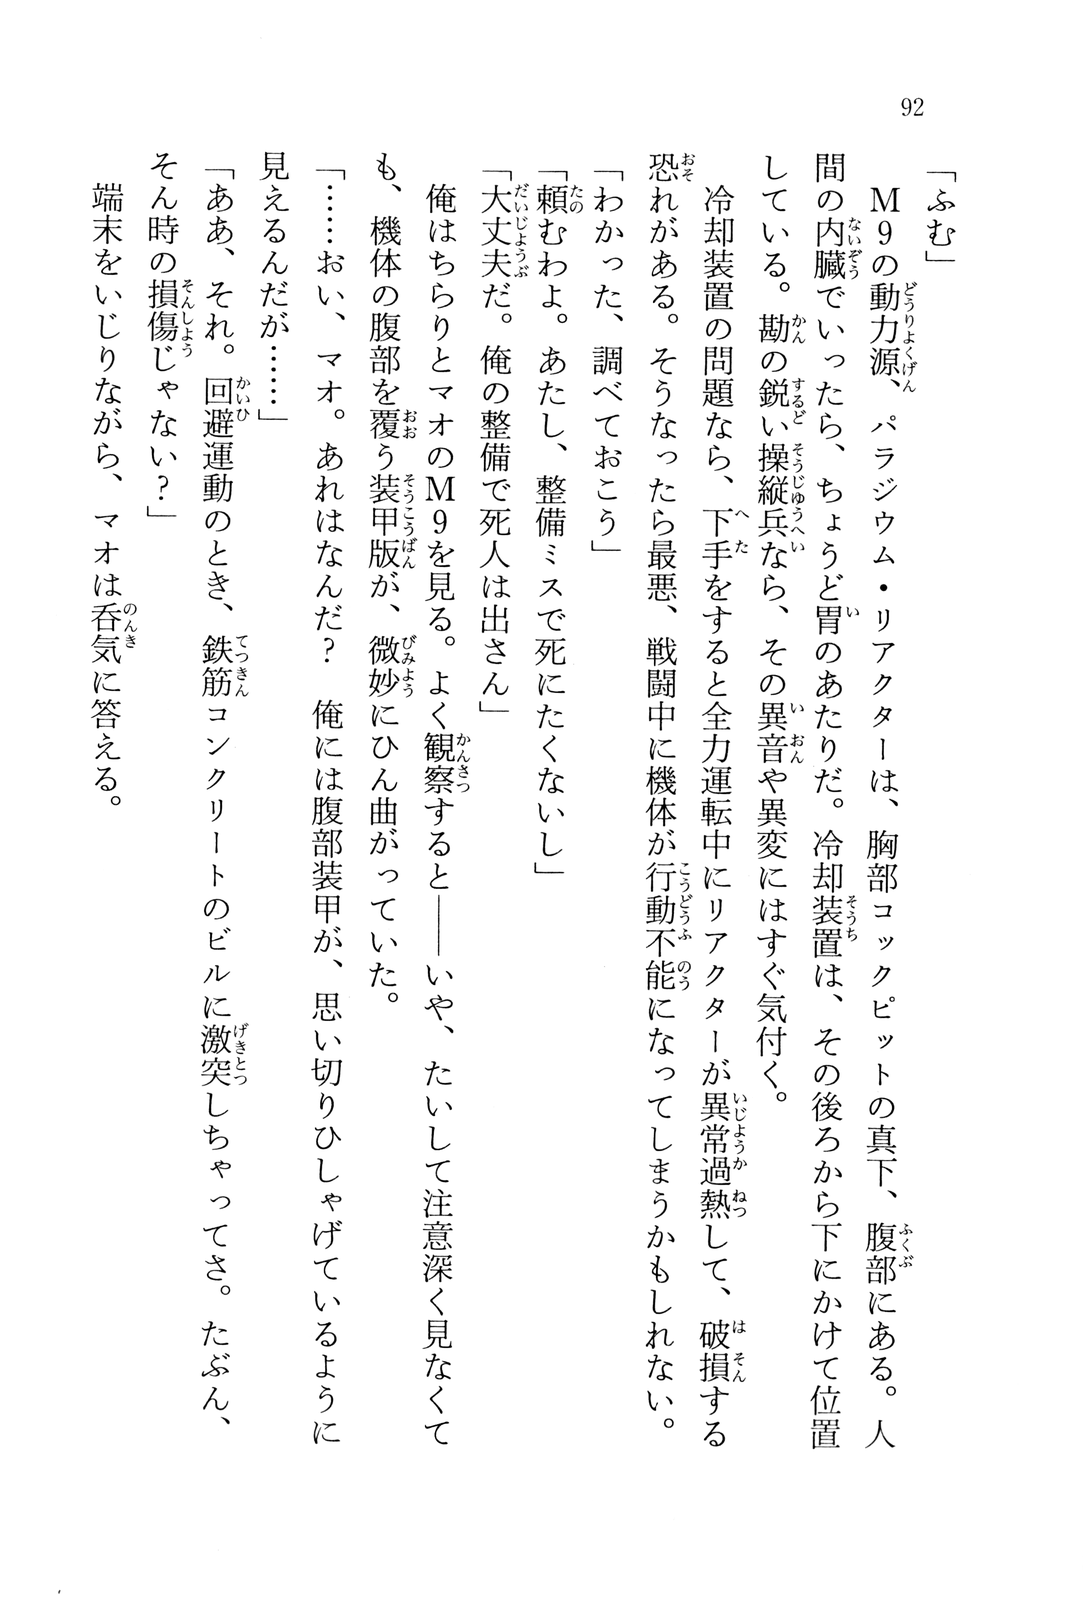 92
「ふむ」
　Ｍ９の動力源、パラジウム・リアクターは、胸部コックピットの真下、腹部にある。人
間の内臓でいったら、ちょうど胃のあたりだ。冷却装置は、その後ろから下にかけて位置
している。勘の鋭い操縦兵なら、その異音や異変にはすぐ気付く。
　冷却装置の問題なら、下手をすると全力運転中にリアクターが異常過熱して、破損する
恐れがある。そうなったら最悪、戦闘中に機体が行動不能になってしまうかもしれない。
「わかった、調べておこう」
「頼むわよ。あたし、整備ミスで死にたくないし」
「大丈夫だ。俺の整備で死人は出さん」
　俺はちらりとマオのＭ９を見る。よく観察すると――いや、たいして注意深く見なくて
も、機体の腹部を覆う装甲版が、微妙にひん曲がっていた。
「……おい、マオ。あれはなんだ？　俺には腹部装甲が、思い切りひしゃげているように
見えるんだが……」
「ああ、それ。回避運動のとき、鉄筋コンクリートのビルに激突しちゃってさ。たぶん、
そん時の損傷じゃない？」
　端末をいじりながら、マオは呑気に答える。